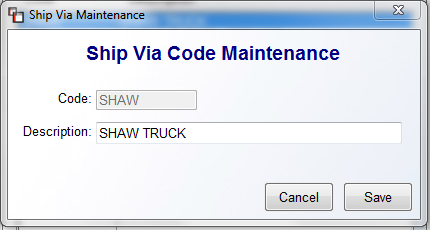 Ship Via Maintenance
Ship Via Code Maintenance
Code: SHAW
Description: SHAW TRUCK
Cancel Save